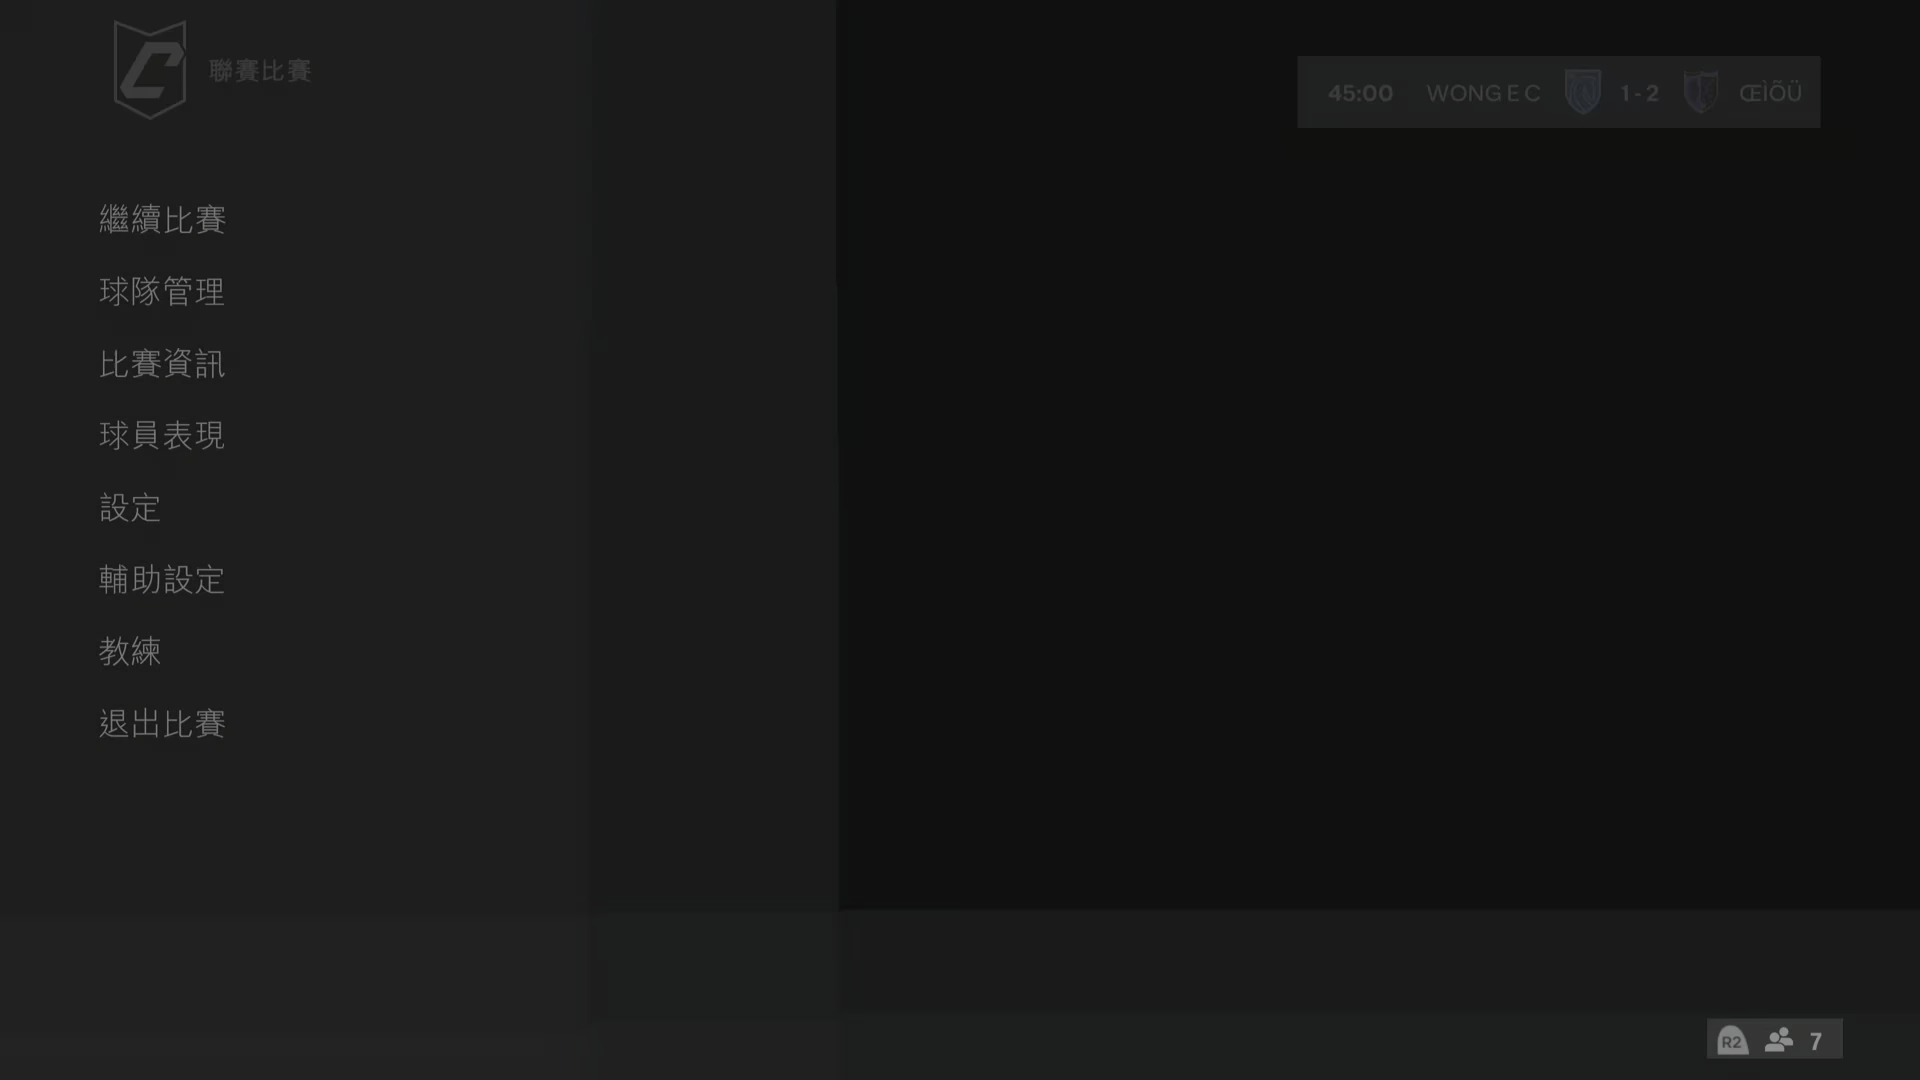 聯賽比賽
45:00 WONG E C 1 - 2 ŒÌÕÜ
繼續比賽
球隊管理
比賽資訊
球員表現
設定
輔助設定
教練
退出比賽
R2 7